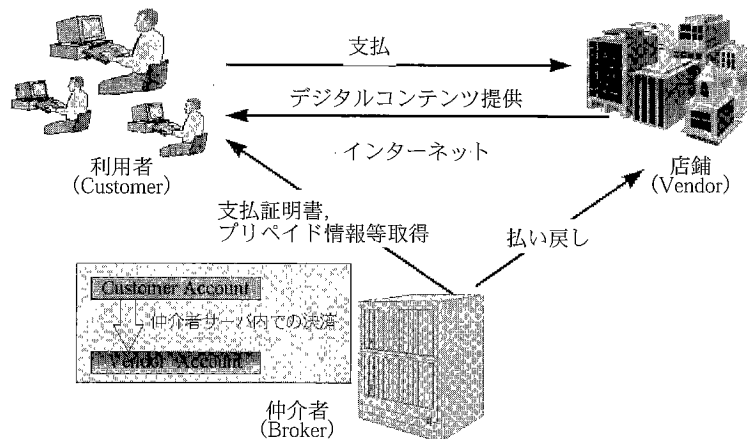 支払
デジタルコンテンツ提供
インターネット
利用者
(Customer)
店舗
(Vendor)
支払証明書,
プリペイド情報等取得
払い戻し
Customer Account
仲介者サーバ内での決済
Vendor Account
仲介者
(Broker)